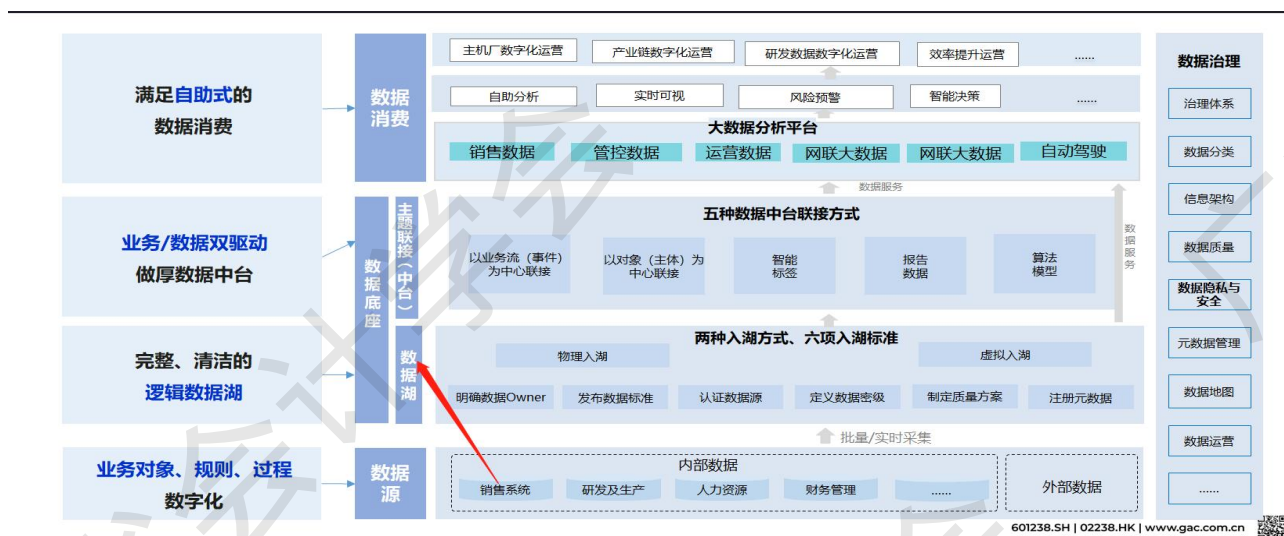 满足自助式的
数据消费
数据
消费
主机厂数字化运营
产业链数字化运营
研发数据数字化运营
效率提升运营
......
自助分析
实时可视
风险预警
智能决策
......
大数据分析平台
销售数据
管控数据
运营数据
网联大数据
网联大数据
自动驾驶
数据服务
业务/数据双驱动
做厚数据中台
数据底座
主题联接（中台）
五种数据中台联接方式
以业务流（事件）
为中心联接
以对象（主体）为
中心联接
智能
标签
报告
数据
算法
模型
数据服务
完整、清洁的
逻辑数据湖
数据湖
两种入湖方式、六项入湖标准
物理入湖
虚拟入湖
明确数据Owner
发布数据标准
认证数据源
定义数据密级
制定质量方案
注册元数据
批量/实时采集
业务对象、规则、过程
数字化
数据
源
内部数据
销售系统
研发及生产
人力资源
财务管理
......
外部数据
数据治理
治理体系
数据分类
信息架构
数据质量
数据隐私与
安全
元数据管理
数据地图
数据运营
......
601238.SH | 02238.HK | www.gac.com.cn
会计学会